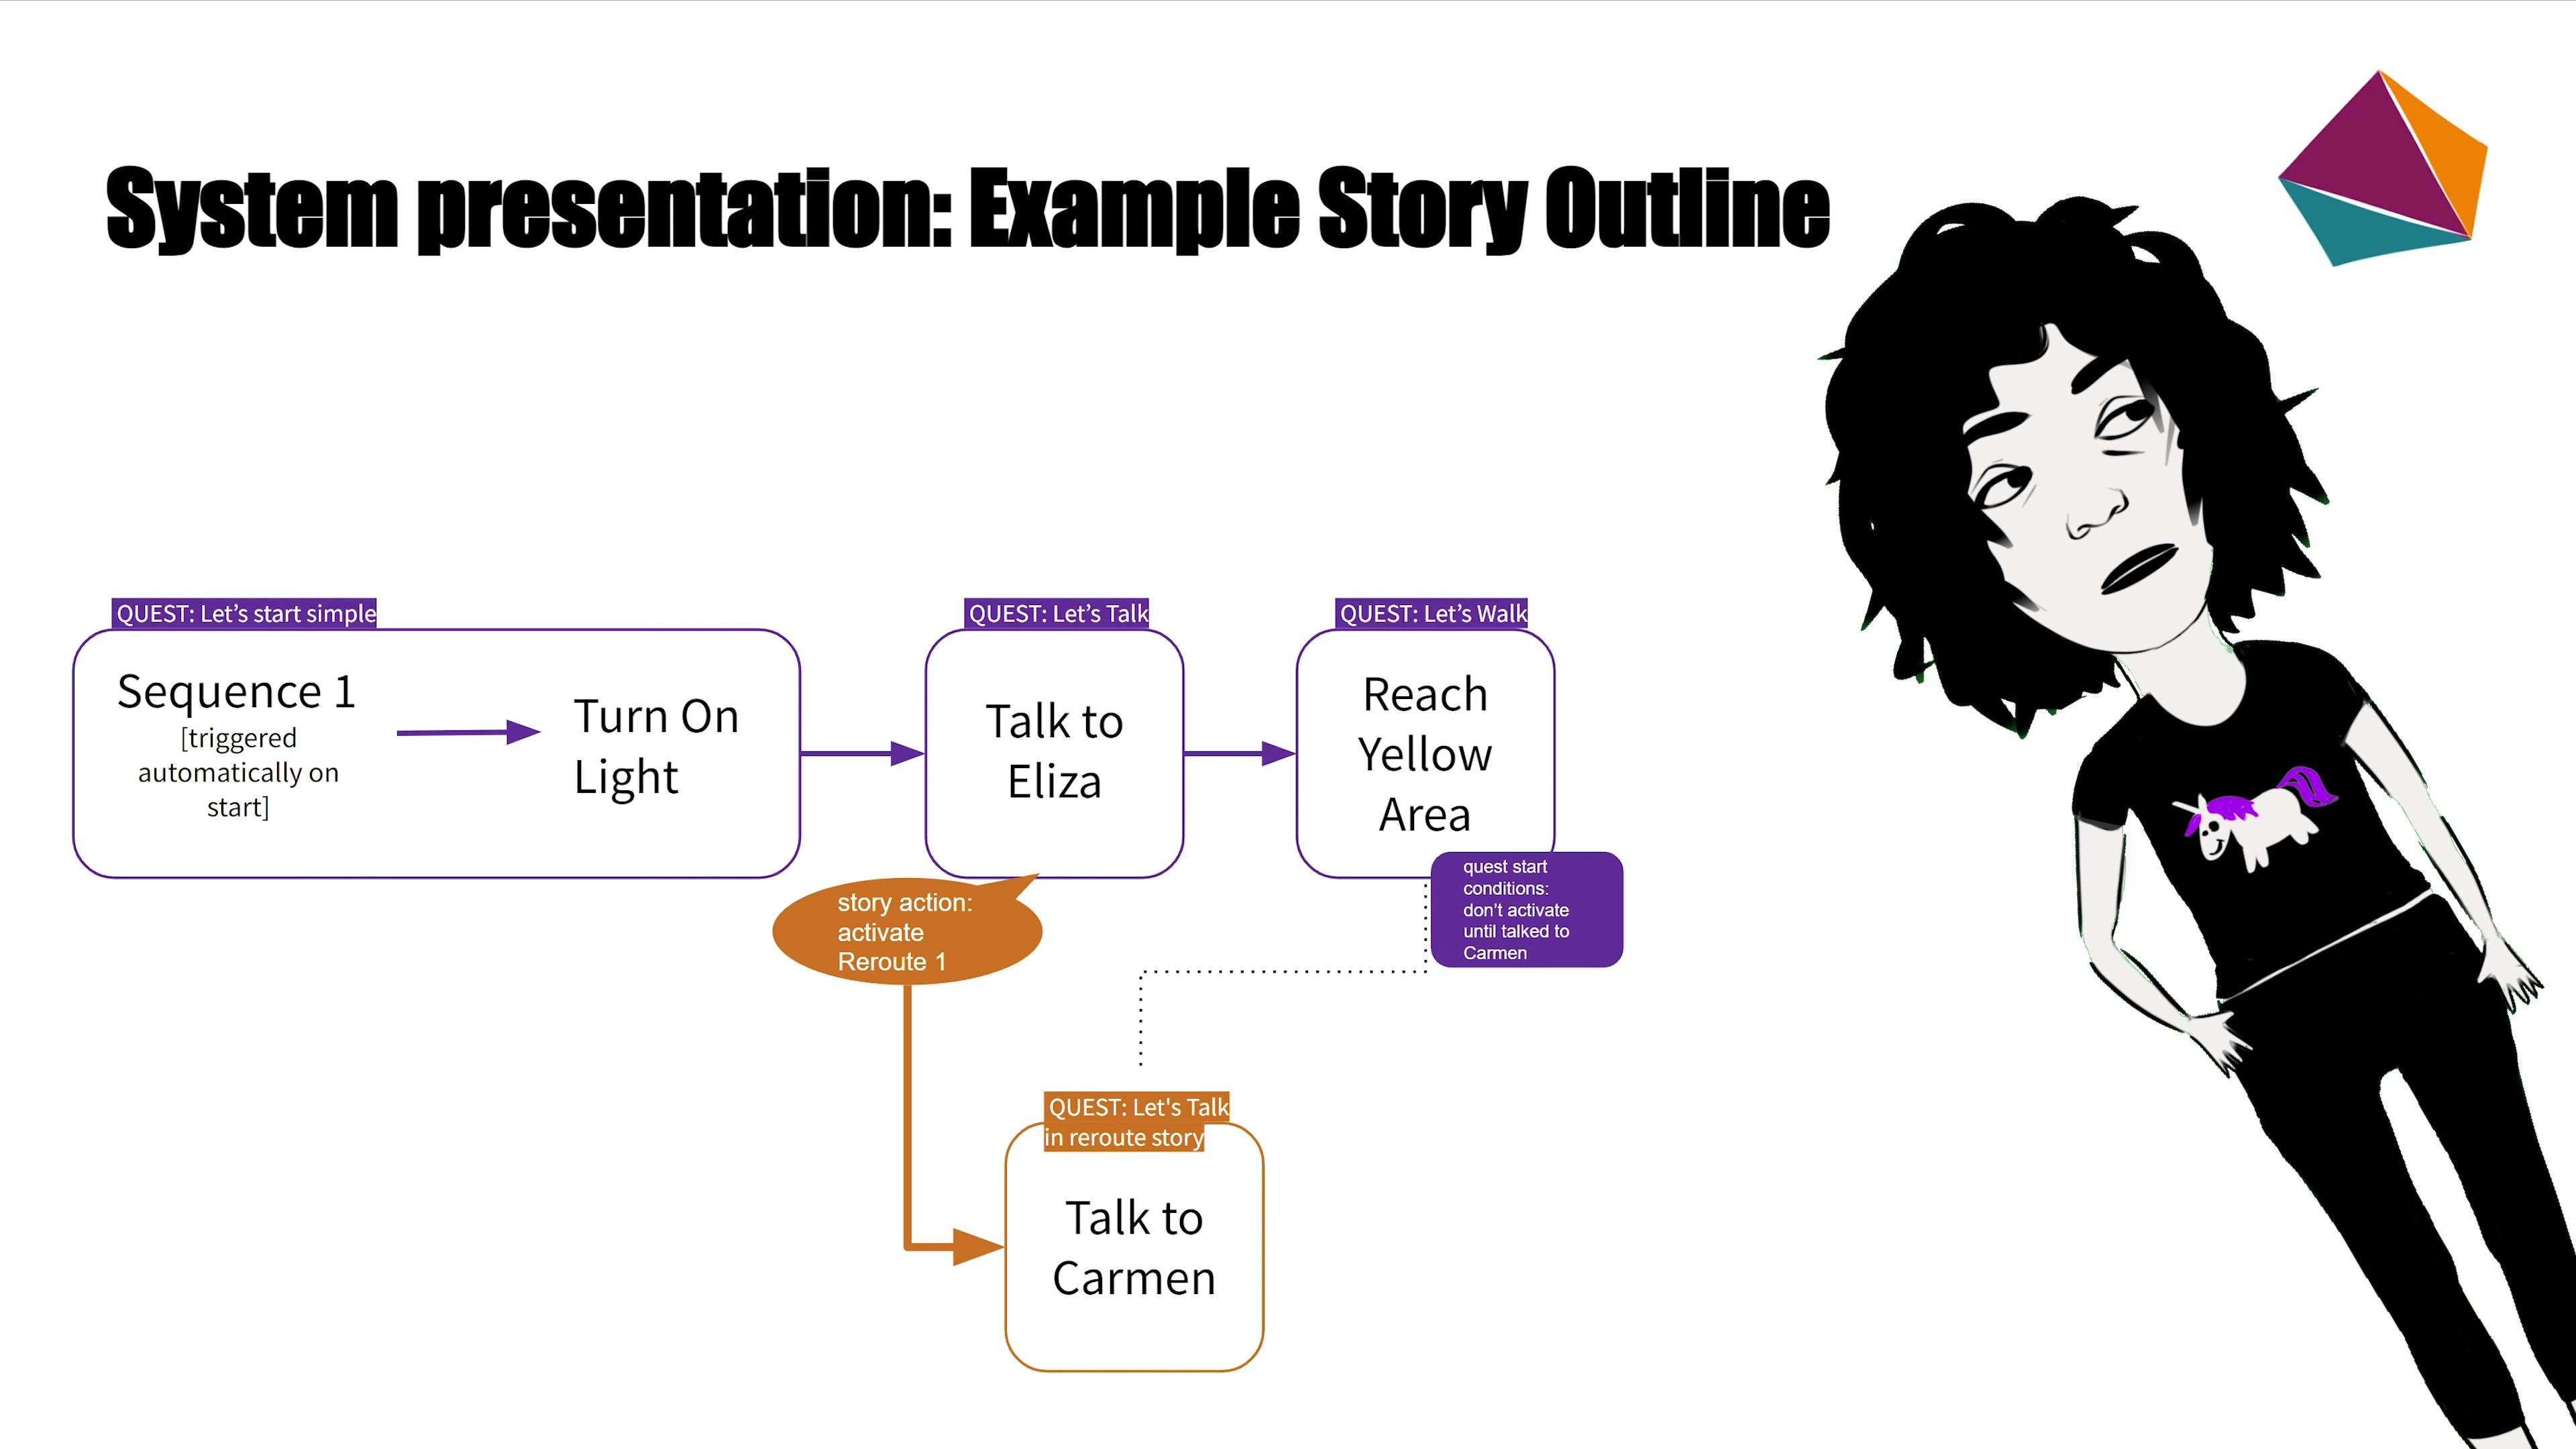 System presentation: Example Story Outline
QUEST: Let’s start simple
Sequence 1
[triggered
automatically on
start]
Turn On
Light
QUEST: Let’s Talk
Talk to
Eliza
QUEST: Let’s Walk
Reach
Yellow
Area
quest start
conditions:
don’t activate
until talked to
Carmen
story action:
activate
Reroute 1
QUEST: Let's Talk
in reroute story
Talk to
Carmen